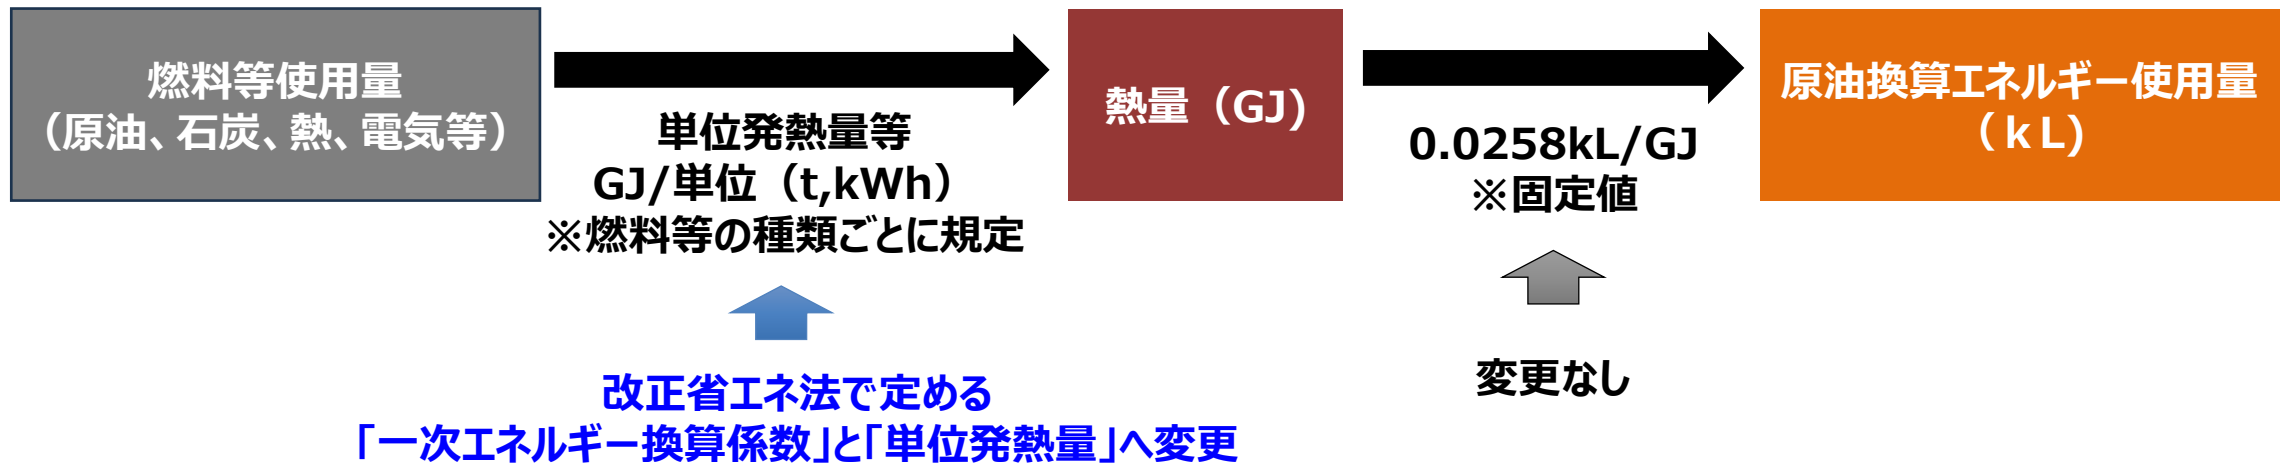 燃料等使用量
（原油、石炭、熱、電気等）
単位発熱量等
GJ/単位（t,kWh）
※燃料等の種類ごとに規定
熱量（GJ)
0.0258kL/GJ
※固定値
原油換算エネルギー使用量
（ｋL)
改正省エネ法で定める
「一次エネルギー換算係数」と「単位発熱量」へ変更
変更なし